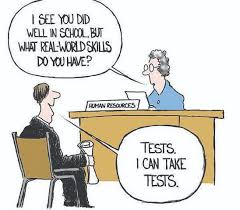 I SEE YOU DID
WELL IN SCHOOL, BUT
WHAT REAL-WORLD SKILLS
DO YOU HAVE?
HUMAN RESOURCES
TESTS.
I CAN TAKE
TESTS.